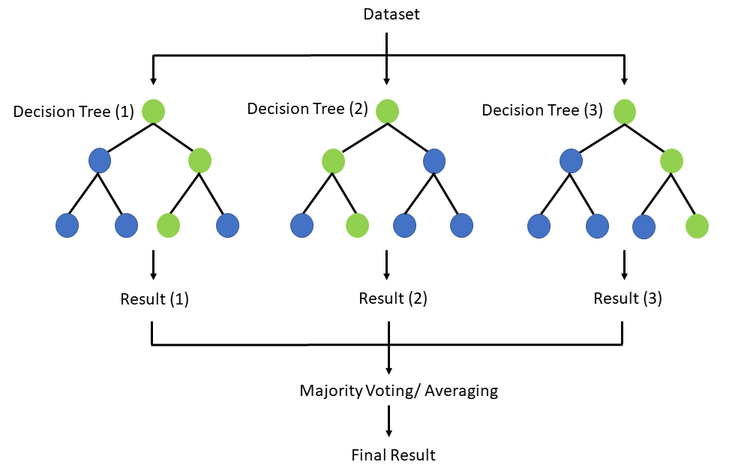 Dataset
Decision Tree (1)
Decision Tree (2)
Decision Tree (3)
Result (1)
Result (2)
Result (3)
Majority Voting/ Averaging
Final Result